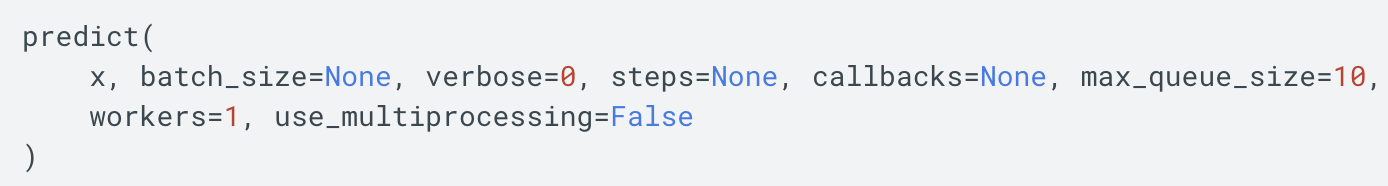 predict(
    x, batch_size=None, verbose=0, steps=None, callbacks=None, max_queue_size=10,
    workers=1, use_multiprocessing=False
)